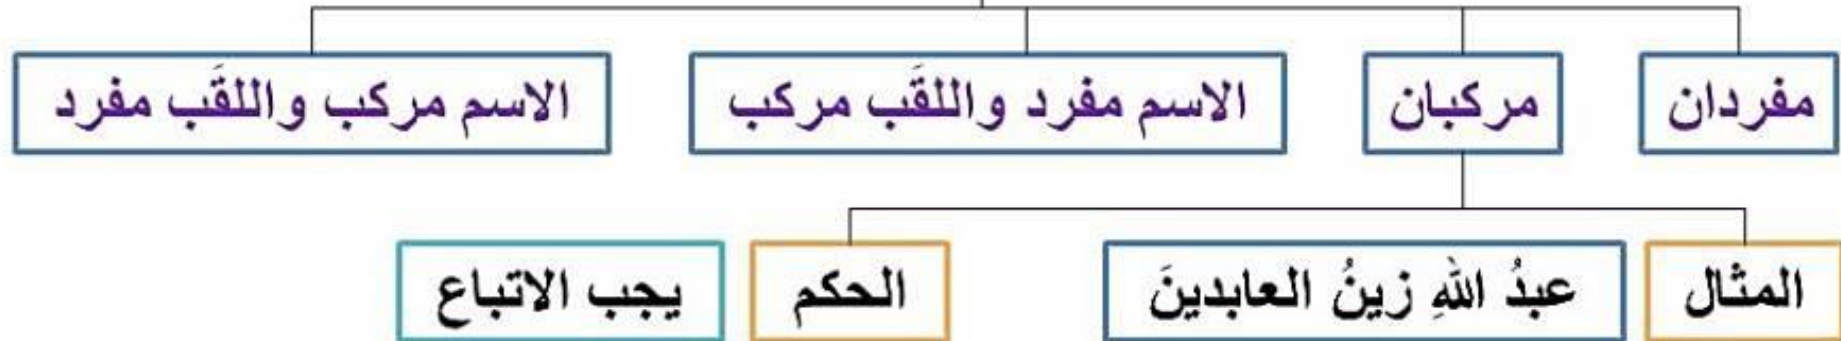 مفردان
مركبان
الاسم مفرد واللقَب مركب
الاسم مركب واللقَب مفرد
المثال
عبدُ اللهِ زينُ العابدينَ
الحكم
يجب الاتباع